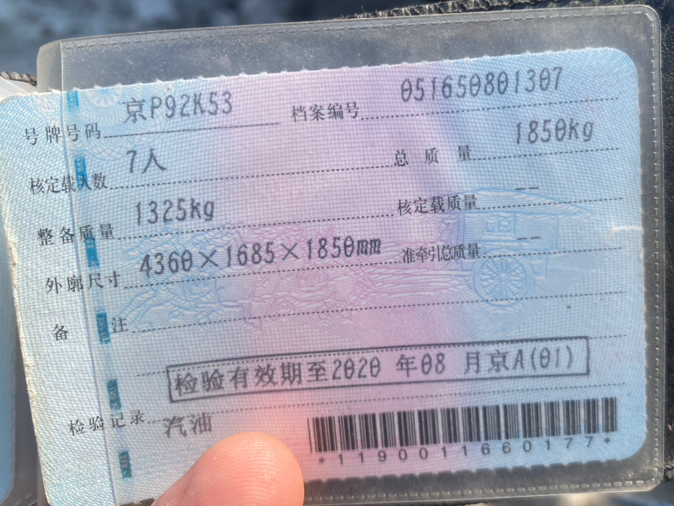 号牌号码 京P92K53 档案编号 051650801307
核定载人数 7人 总质量 1850kg
整备质量 1325kg 核定载质量 --
外廓尺寸 4360×1685×1850mm 准牵引总质量 --
备注
检验有效期至2020年08月京A(01)
检验记录 汽油
*1190011660177*